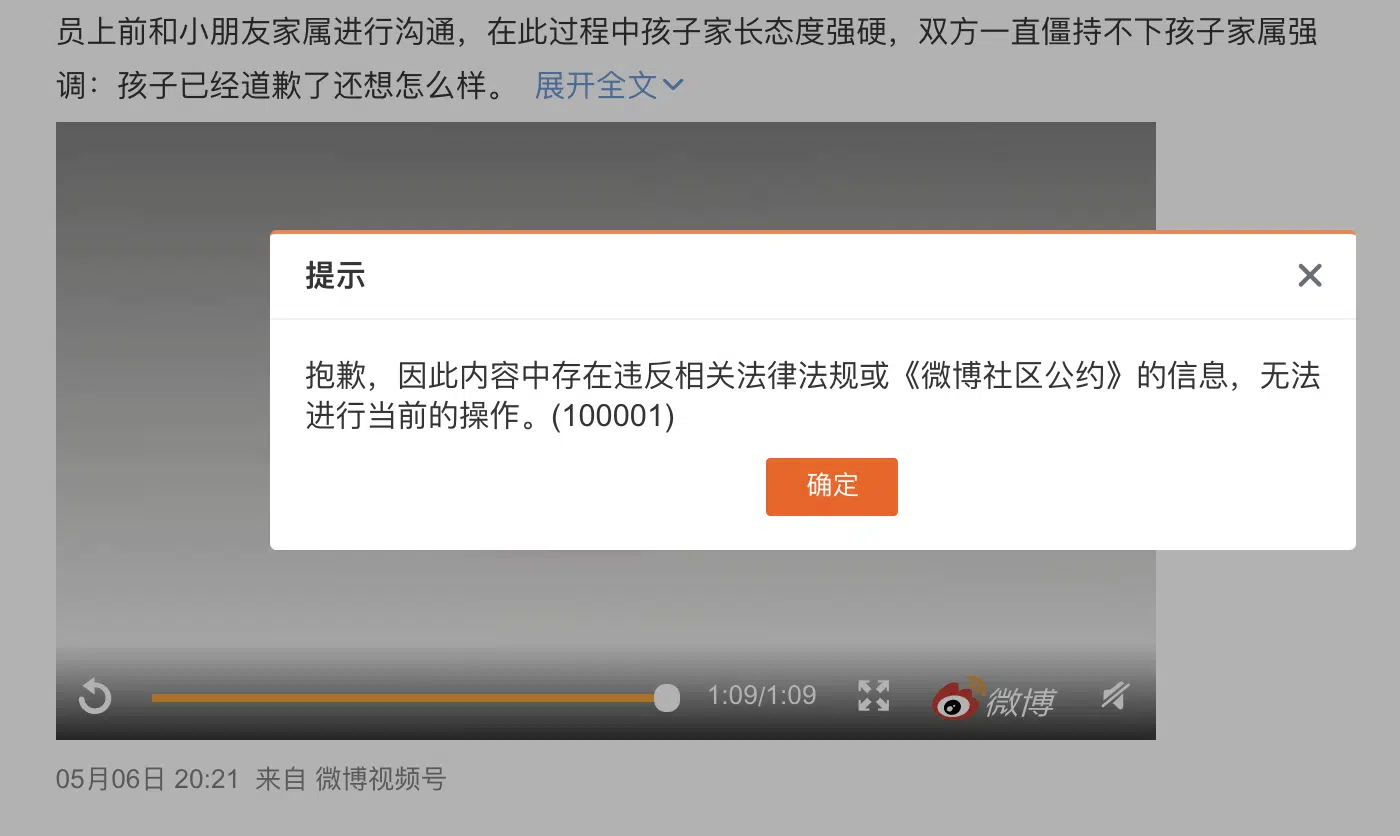 员上前和小朋友家属进行沟通，在此过程中孩子家长态度强硬，双方一直僵持不下孩子家属强
调：孩子已经道歉了还想怎么样。 展开全文
提示
抱歉，因此内容中存在违反相关法律法规或《微博社区公约》的信息，无法
进行当前的操作。(100001)
确定
1:09/1:09
微博
05月06日 20:21 来自 微博视频号